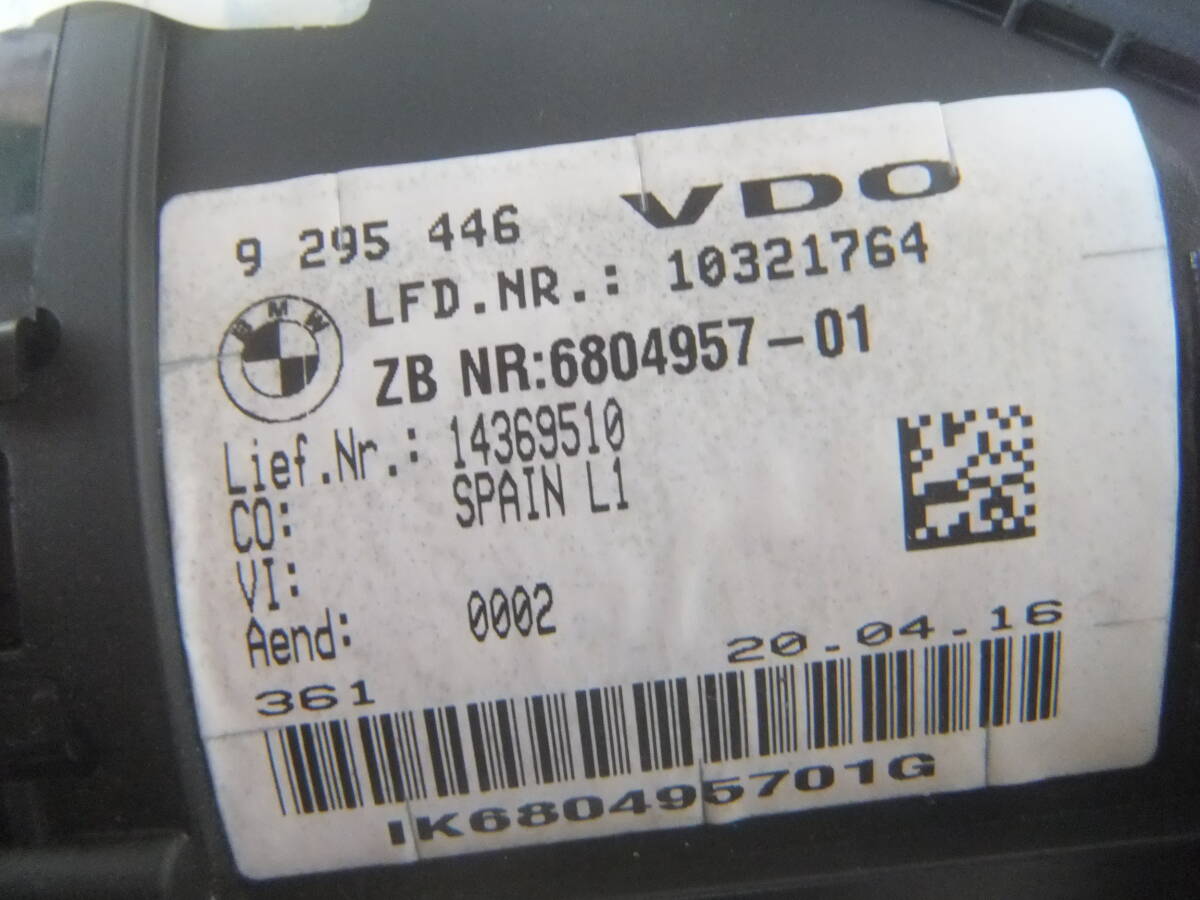 VDO
9 295 446
LFD.NR.: 10321764
BMW
ZB NR:6804957-01
Lief.Nr.: 14369510
CO: SPAIN L1
VI:
Aend: 0002
361 20.04.16
IK680495701G